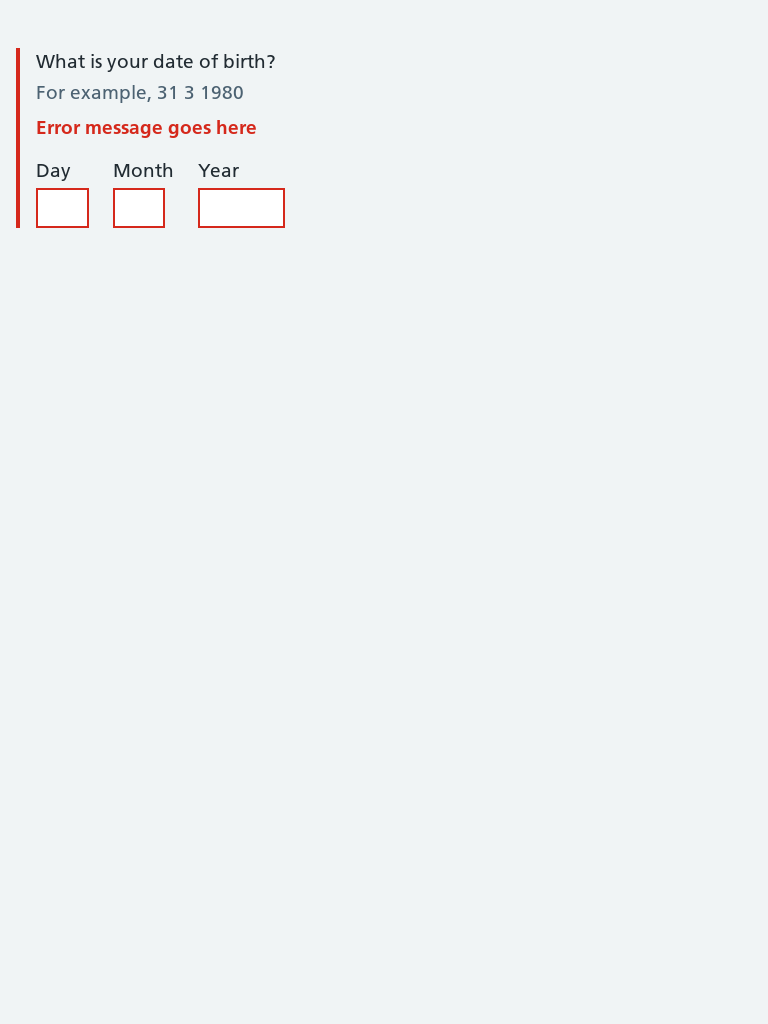 What is your date of birth?
For example, 31 3 1980
Error message goes here
Day Month Year